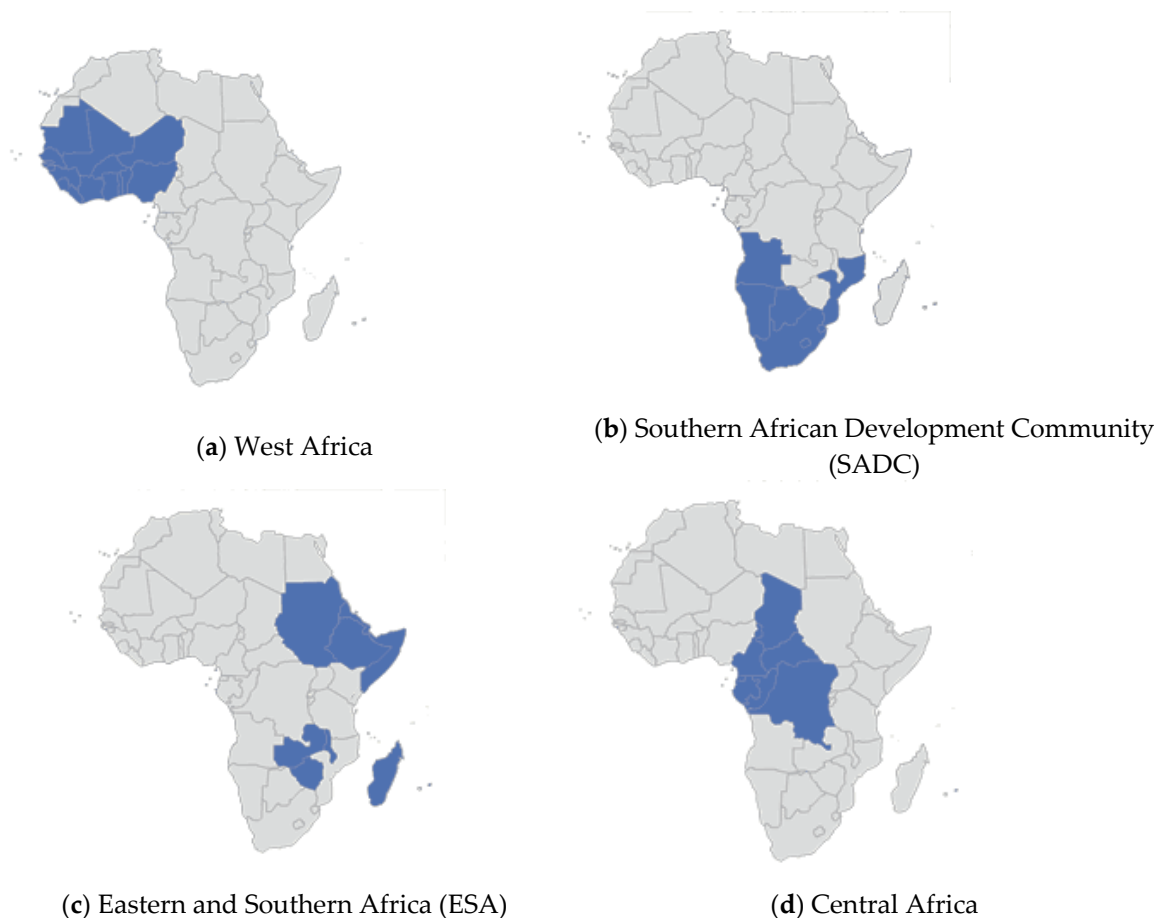 (a) West Africa
(b) Southern African Development Community
(SADC)
(c) Eastern and Southern Africa (ESA)
(d) Central Africa